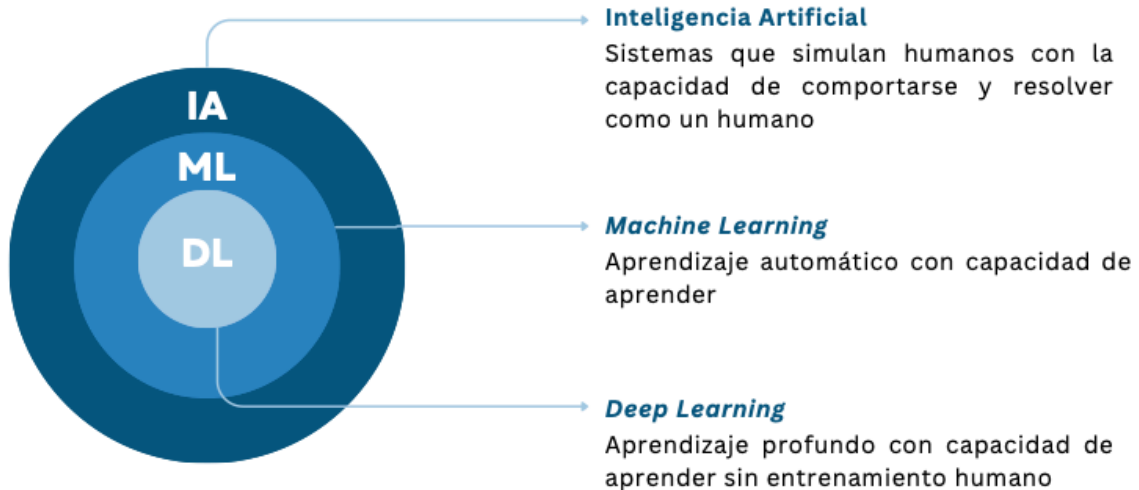 IA
ML
DL
Inteligencia Artificial
Sistemas que simulan humanos con la
capacidad de comportarse y resolver
como un humano
Machine Learning
Aprendizaje automático con capacidad de
aprender
Deep Learning
Aprendizaje profundo con capacidad de
aprender sin entrenamiento humano